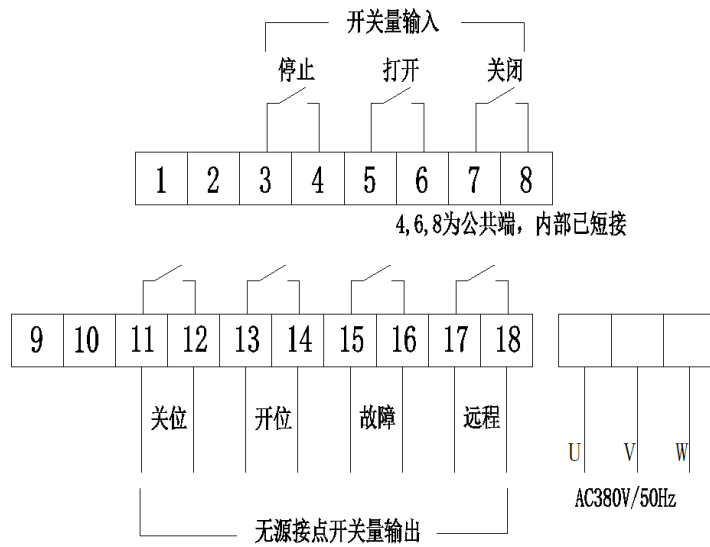 开关量输入
停止 打开 关闭
1 2 3 4 5 6 7 8
4,6,8为公共端，内部已短接
9 10 11 12 13 14 15 16 17 18
关位 开位 故障 远程
U V W
AC380V/50Hz
无源接点开关量输出